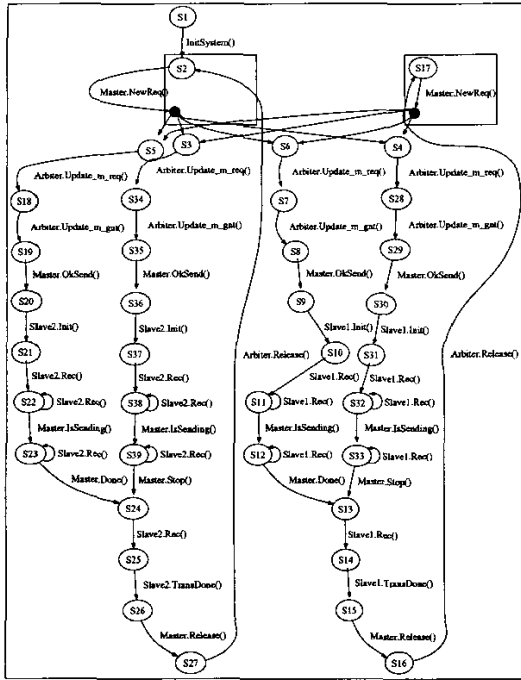 S1
InitSystem()
S2
S17
Master.NewReq()
Master.NewReq()
S5
S3
S6
S4
Arbiter.Update_m_req()
Arbiter.Update_m_req()
Arbiter.Update_m_req()
Arbiter.Update_m_req()
S18
S34
S7
S28
Arbiter.Update_m_gnt()
Arbiter.Update_m_gnt()
Arbiter.Update_m_gnt()
Arbiter.Update_m_gnt()
S19
S35
S8
S29
Master.OkSend()
Master.OkSend()
Master.OkSend()
Master.OkSend()
S20
S36
S9
S30
Slave2.Init()
Slave2.Init()
Slave1.Init()
Slave1.Init()
S21
S37
S10
S31
Arbiter.Release()
Arbiter.Release()
Slave2.Rec()
Slave2.Rec()
Slave1.Rec()
Slave1.Rec()
S22
Slave2.Rec()
S38
Slave2.Rec()
S11
Slave1.Rec()
S32
Slave1.Rec()
Master.IsSending()
Master.IsSending()
Master.IsSending()
Master.IsSending()
S23
Slave2.Rec()
S39
Slave2.Rec()
S12
Slave1.Rec()
S33
Slave1.Rec()
Master.Done()
Master.Stop()
Master.Done()
Master.Stop()
S24
S13
Slave2.Rec()
Slave1.Rec()
S25
S14
Slave2.TransDone()
Slave1.TransDone()
S26
S15
Master.Release()
Master.Release()
S27
S16